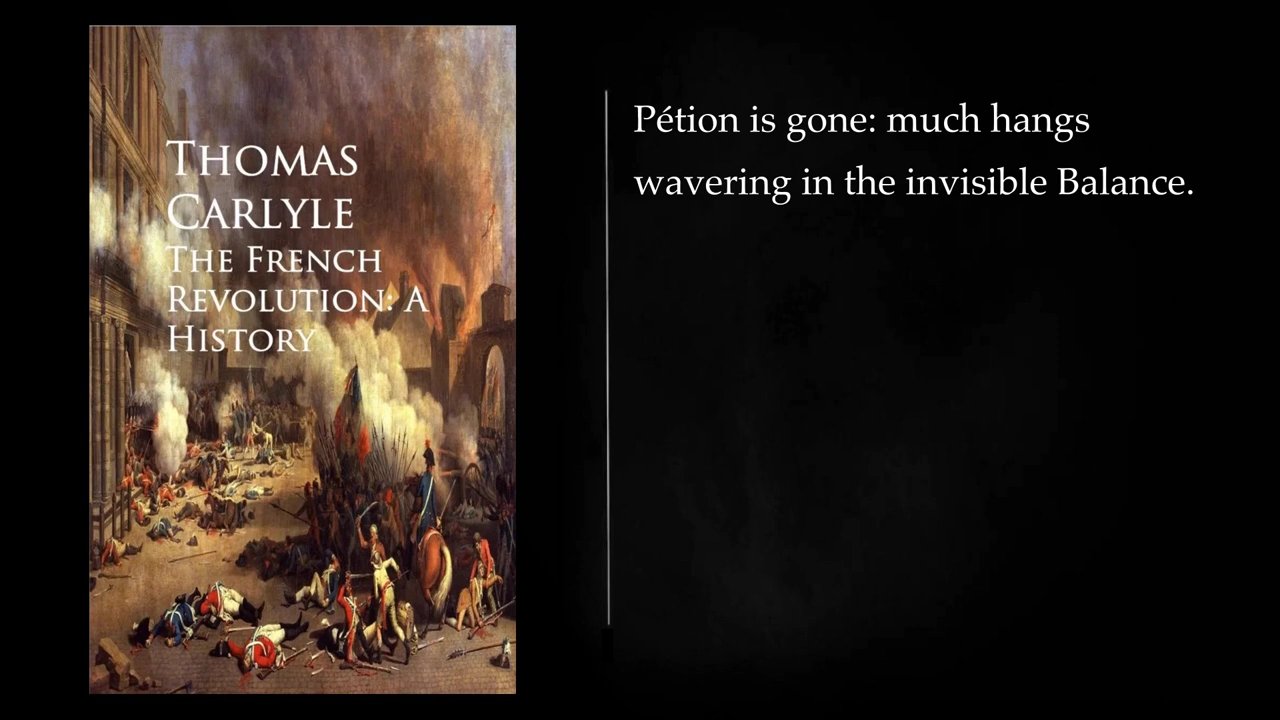 THOMAS
CARLYLE
THE FRENCH
REVOLUTION: A
HISTORY
Pétion is gone: much hangs
wavering in the invisible Balance.